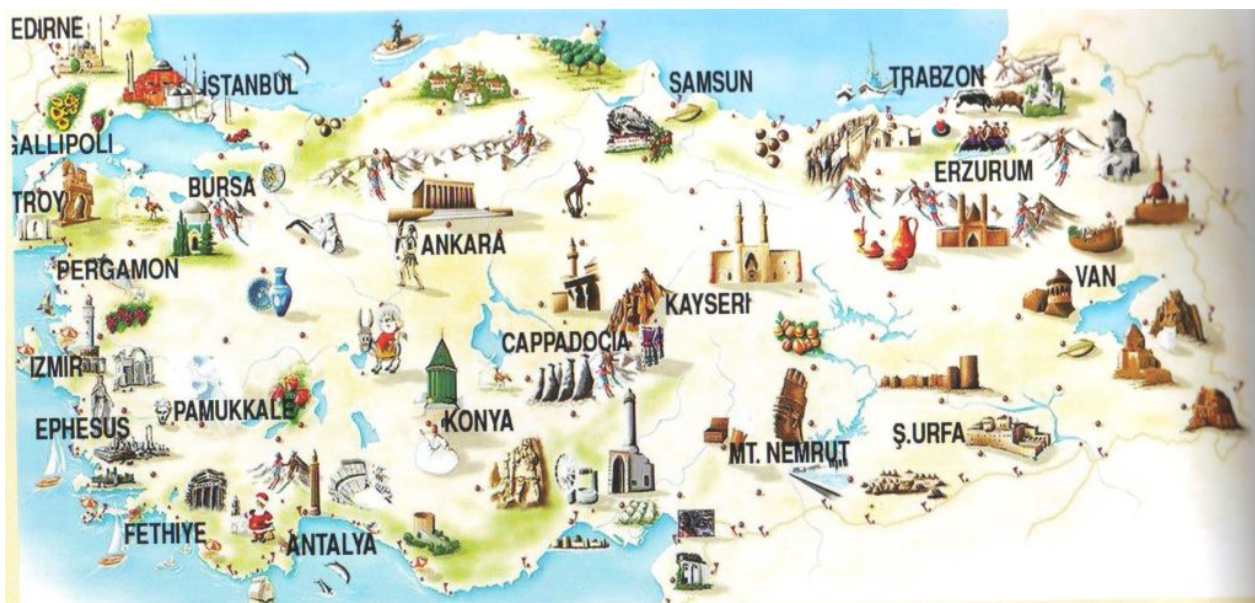 EDIRNE
İSTANBUL
SAMSUN
TRABZON
GALLIPOLI
ERZURUM
BURSA
TROY
ANKARA
PERGAMON
VAN
KAYSERI
CAPPADOCIA
IZMIR
PAMUKKALE
KONYA
EPHESUS
Ş.URFA
MT. NEMRUT
FETHIYE
ANTALYA